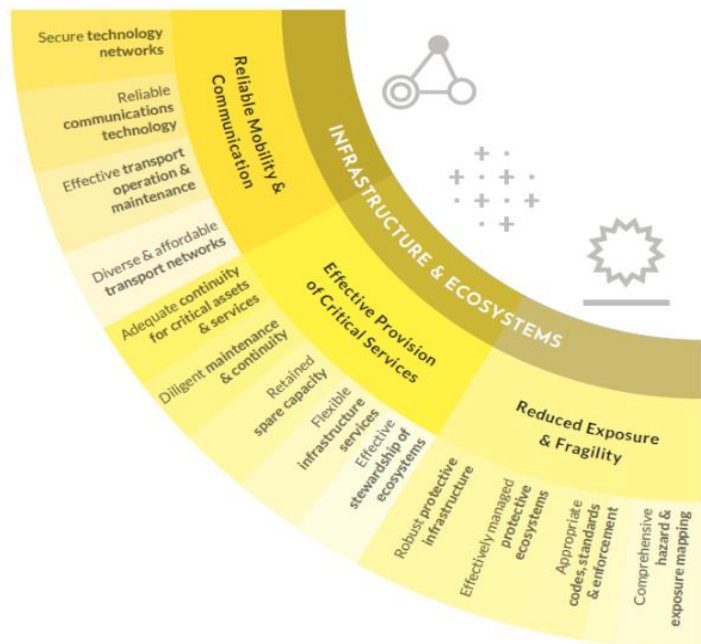 INFRASTRUCTURE & ECOSYSTEMS
Reliable Mobility &
Communication
Secure technology
networks
Reliable
communications
technology
Effective transport
operation &
maintenance
Diverse & affordable
transport networks
Effective Provision
of Critical Services
Adequate continuity
for critical assets
& services
Diligent maintenance
& continuity
Retained
spare capacity
Flexible
infrastructure
services
Effective
stewardship of
ecosystems
Reduced Exposure
& Fragility
Robust protective
infrastructure
Effectively managed
protective
ecosystems
Appropriate
codes, standards
& enforcement
Comprehensive
hazard &
exposure mapping